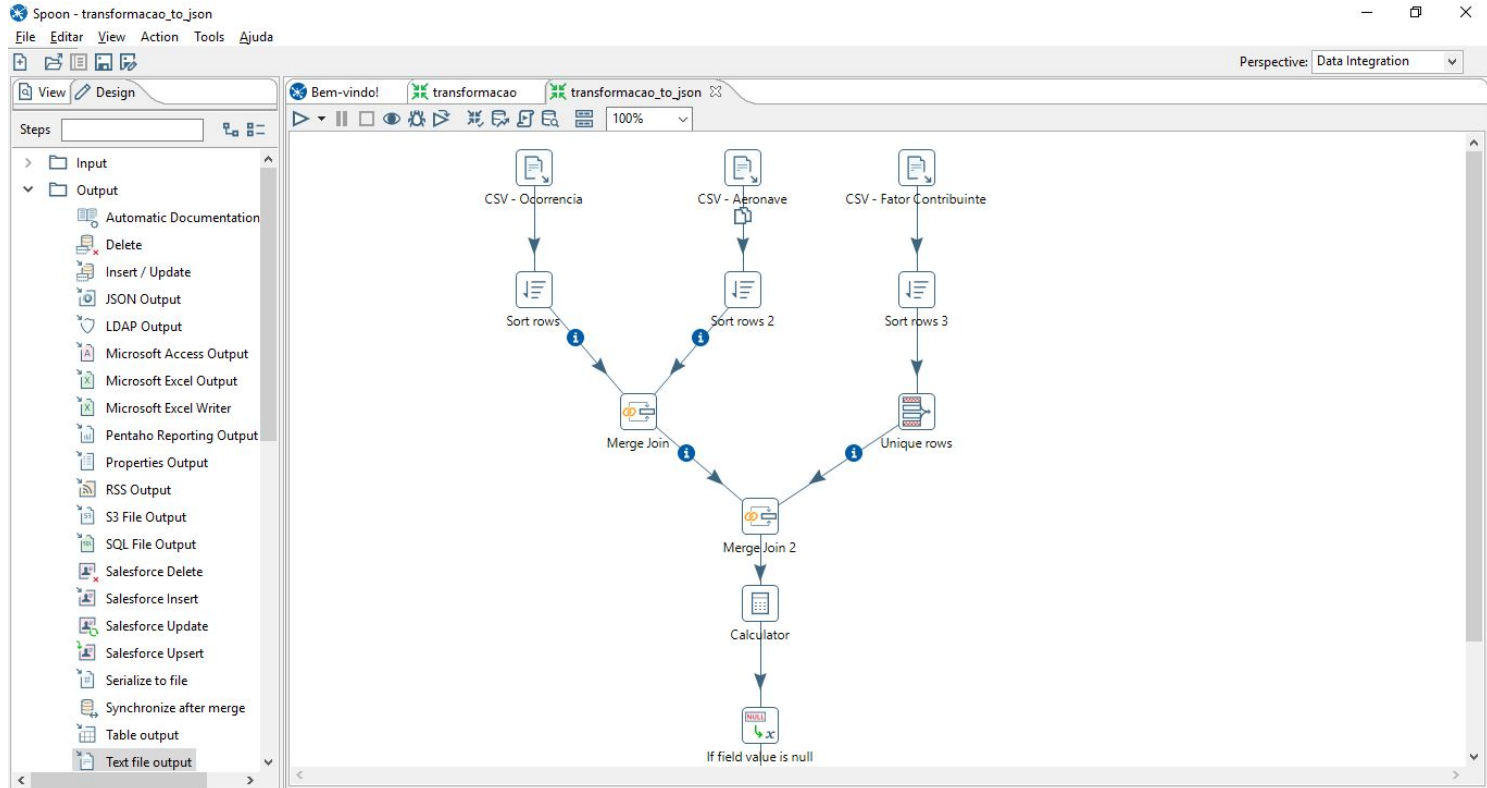 Spoon - transformacao_to_json
File Editar View Action Tools Ajuda
Perspective: Data Integration
View Design
Bem-vindo! transformacao transformacao_to_json
Steps
100%
Input
Output
Automatic Documentation
Delete
Insert / Update
JSON Output
LDAP Output
Microsoft Access Output
Microsoft Excel Output
Microsoft Excel Writer
Pentaho Reporting Output
Properties Output
RSS Output
S3 File Output
SQL File Output
Salesforce Delete
Salesforce Insert
Salesforce Update
Salesforce Upsert
Serialize to file
Synchronize after merge
Table output
Text file output
CSV - Ocorrencia CSV - Aeronave CSV - Fator Contribuinte
Sort rows Sort rows 2 Sort rows 3
Merge Join Unique rows
Merge Join 2
Calculator
NULL
If field value is null